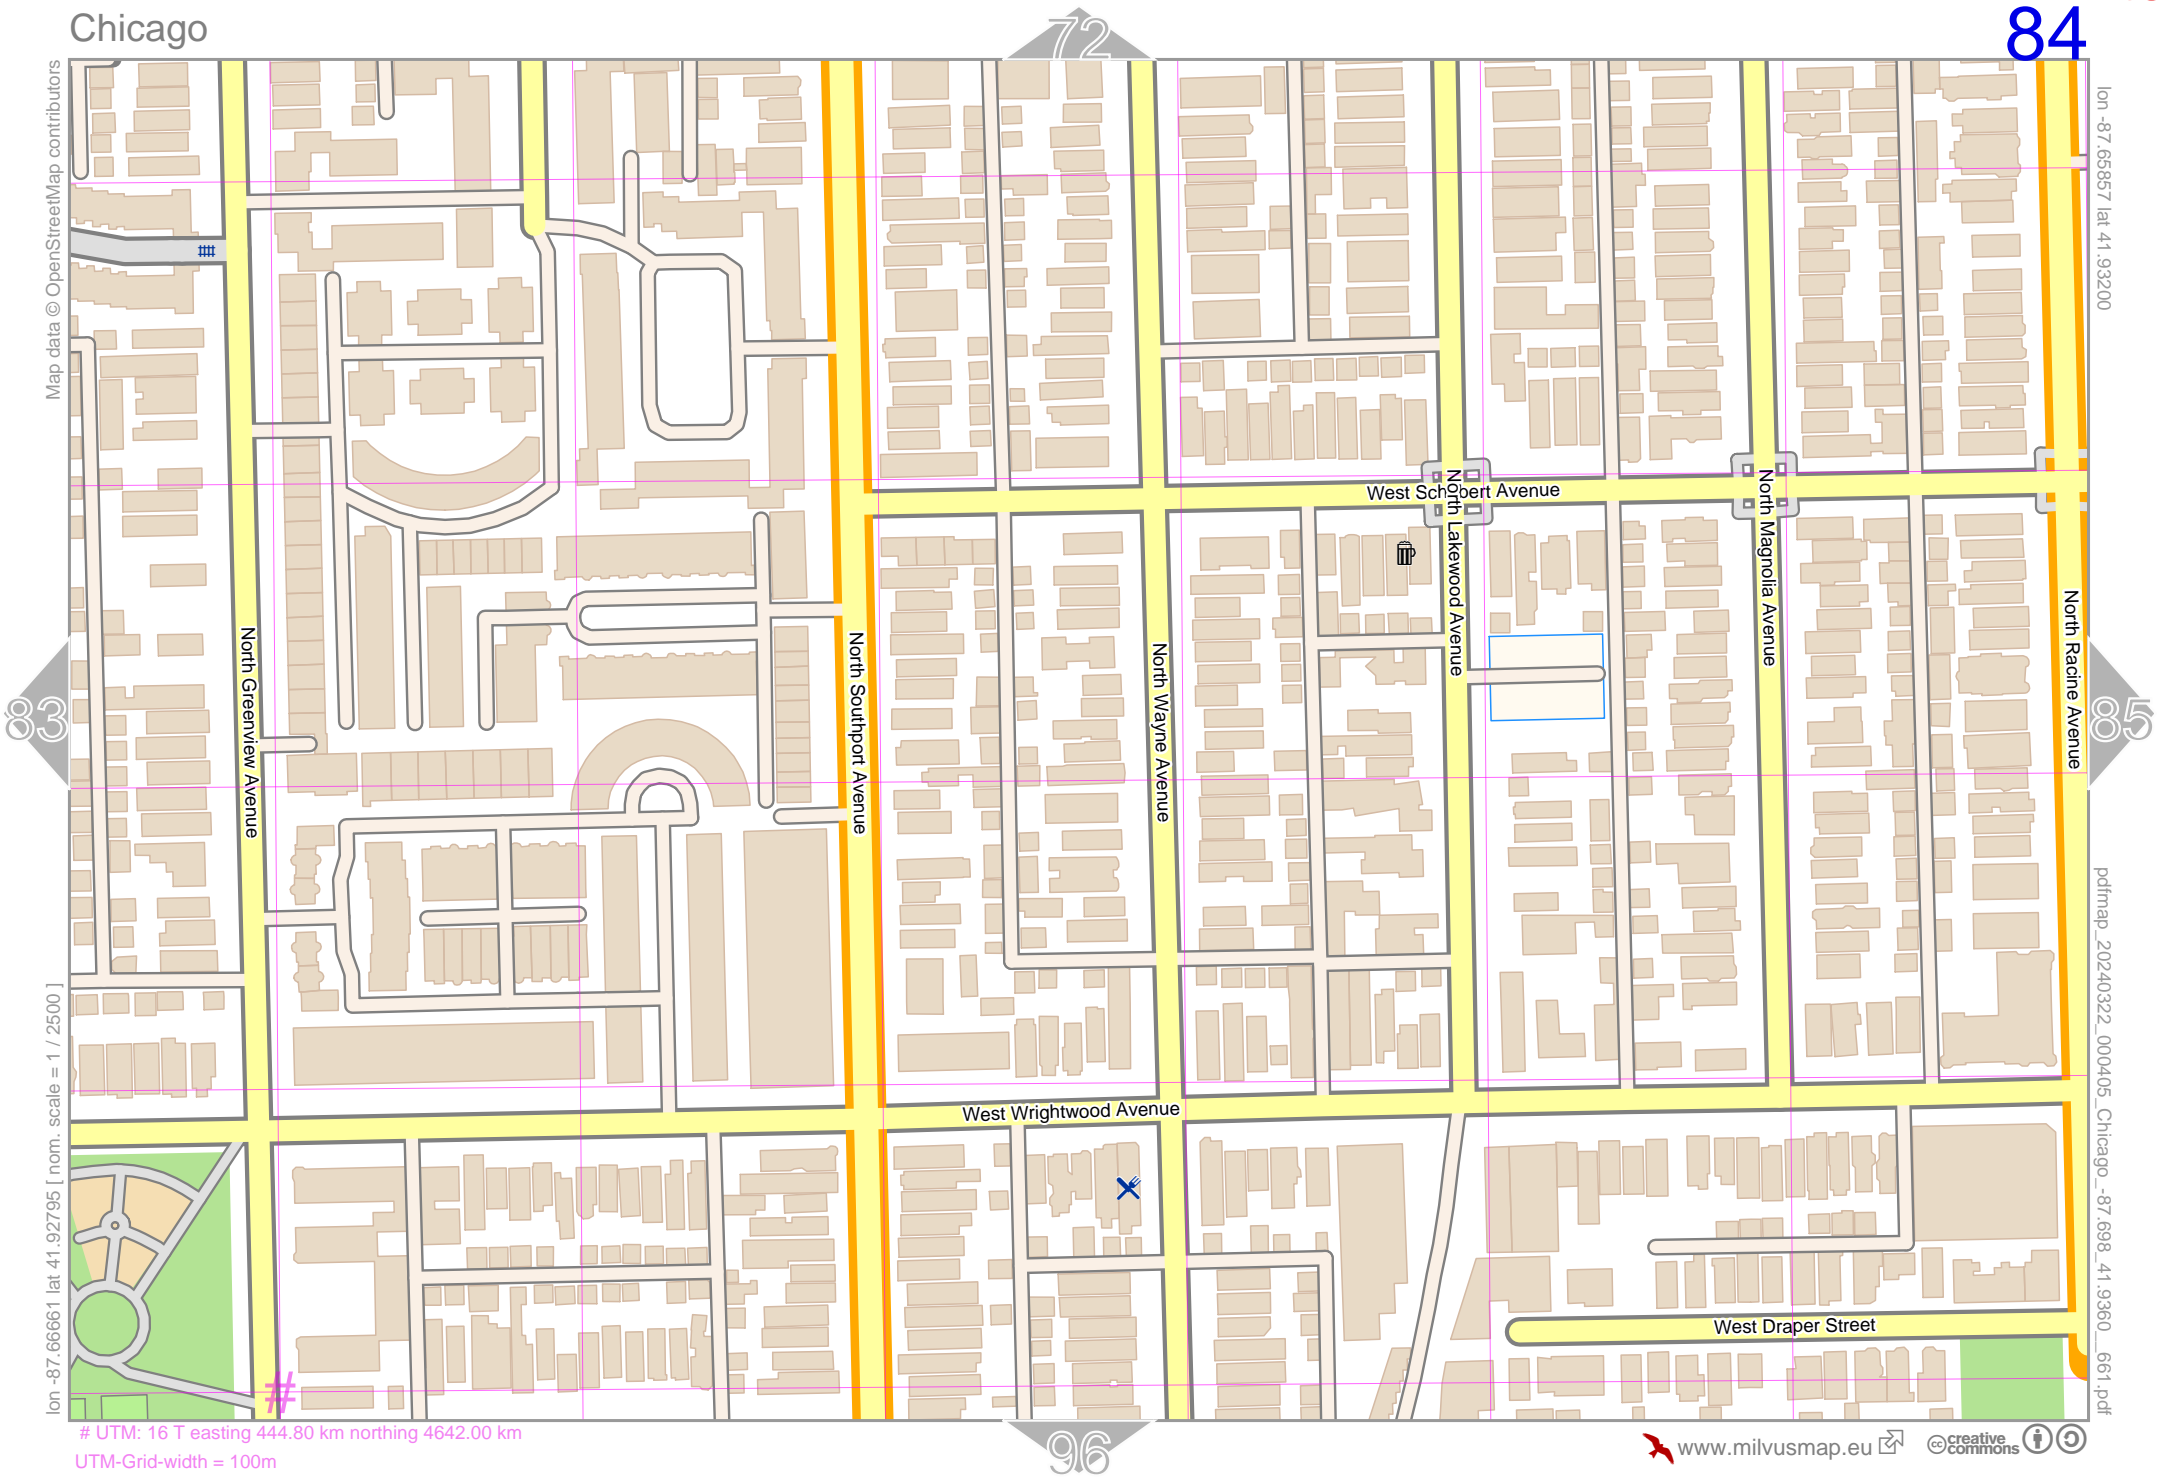 Chicago
72
84
Map data © OpenStreetMap contributors
lon -87.65857 lat 41.93200
West Schubert Avenue
North Lakewood Avenue
North Magnolia Avenue
North Racine Avenue
North Greenview Avenue
North Southport Avenue
North Wayne Avenue
83
85
West Wrightwood Avenue
West Draper Street
lon -87.66661 lat 41.92795 [ nom. scale = 1 / 2500 ]
pdfmap_20240322_000405_Chicago_-87.698_41.9360__661.pdf
#
# UTM: 16 T easting 444.80 km northing 4642.00 km
UTM-Grid-width = 100m
96
www.milvusmap.eu
cc creative commons